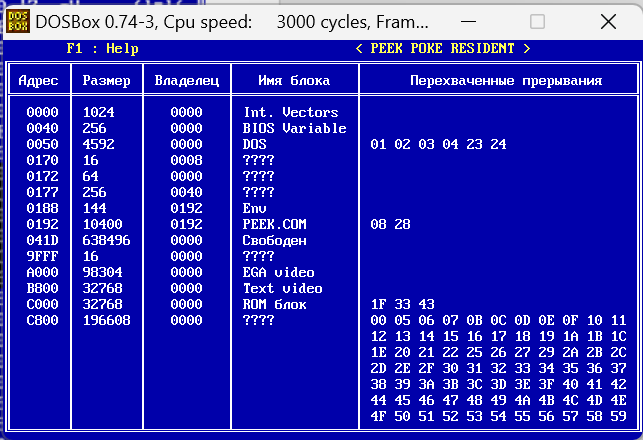 DOSBox 0.74-3, Cpu speed: 3000 cycles, Fram...
F1 : Help < PEEK POKE RESIDENT >
Адрес Размер Владелец Имя блока Перехваченные прерывания
0000 1024 0000 Int. Vectors
0040 256 0000 BIOS Variable
0050 4592 0000 DOS 01 02 03 04 23 24
0170 16 0008 ????
0172 64 0000 ????
0177 256 0040 ????
0188 144 0192 Env
0192 10400 0192 PEEK.COM 08 28
041D 638496 0000 Свободен
9FFF 16 0000 ????
A000 98304 0000 EGA video
B800 32768 0000 Text video
C000 32768 0000 ROM блок 1F 33 43
C800 196608 0000 ???? 00 05 06 07 0B 0C 0D 0E 0F 10 11
12 13 14 15 16 17 18 19 1A 1B 1C
1E 20 21 22 25 26 27 29 2A 2B 2C
2D 2E 2F 30 31 32 33 34 35 36 37
38 39 3A 3B 3C 3D 3E 3F 40 41 42
44 45 46 47 48 49 4A 4B 4C 4D 4E
4F 50 51 52 53 54 55 56 57 58 59